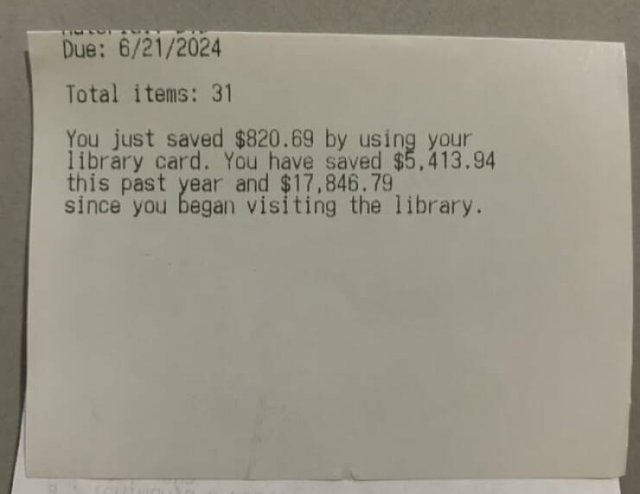 Due: 6/21/2024
Total items: 31
You just saved $820.69 by using your
library card. You have saved $5,413.94
this past year and $17,846.79
since you began visiting the library.